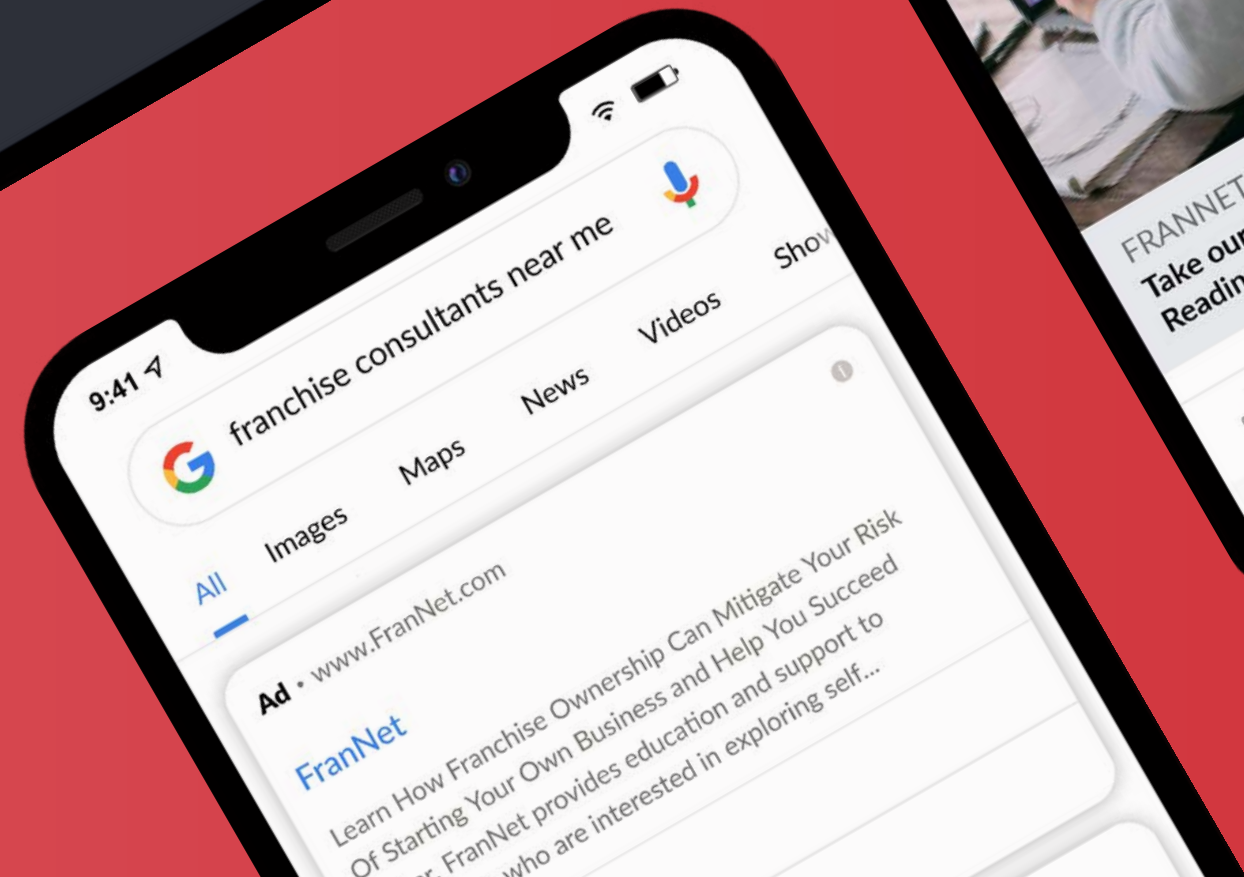 9:41
franchise consultants near me
All Images Maps News Videos Show
Ad • www.FranNet.com
FranNet
Learn How Franchise Ownership Can Mitigate Your Risk
Of Starting Your Own Business and Help You Succeed
FranNet provides education and support to
who are interested in exploring self...
FRANNET
Take our
Readin